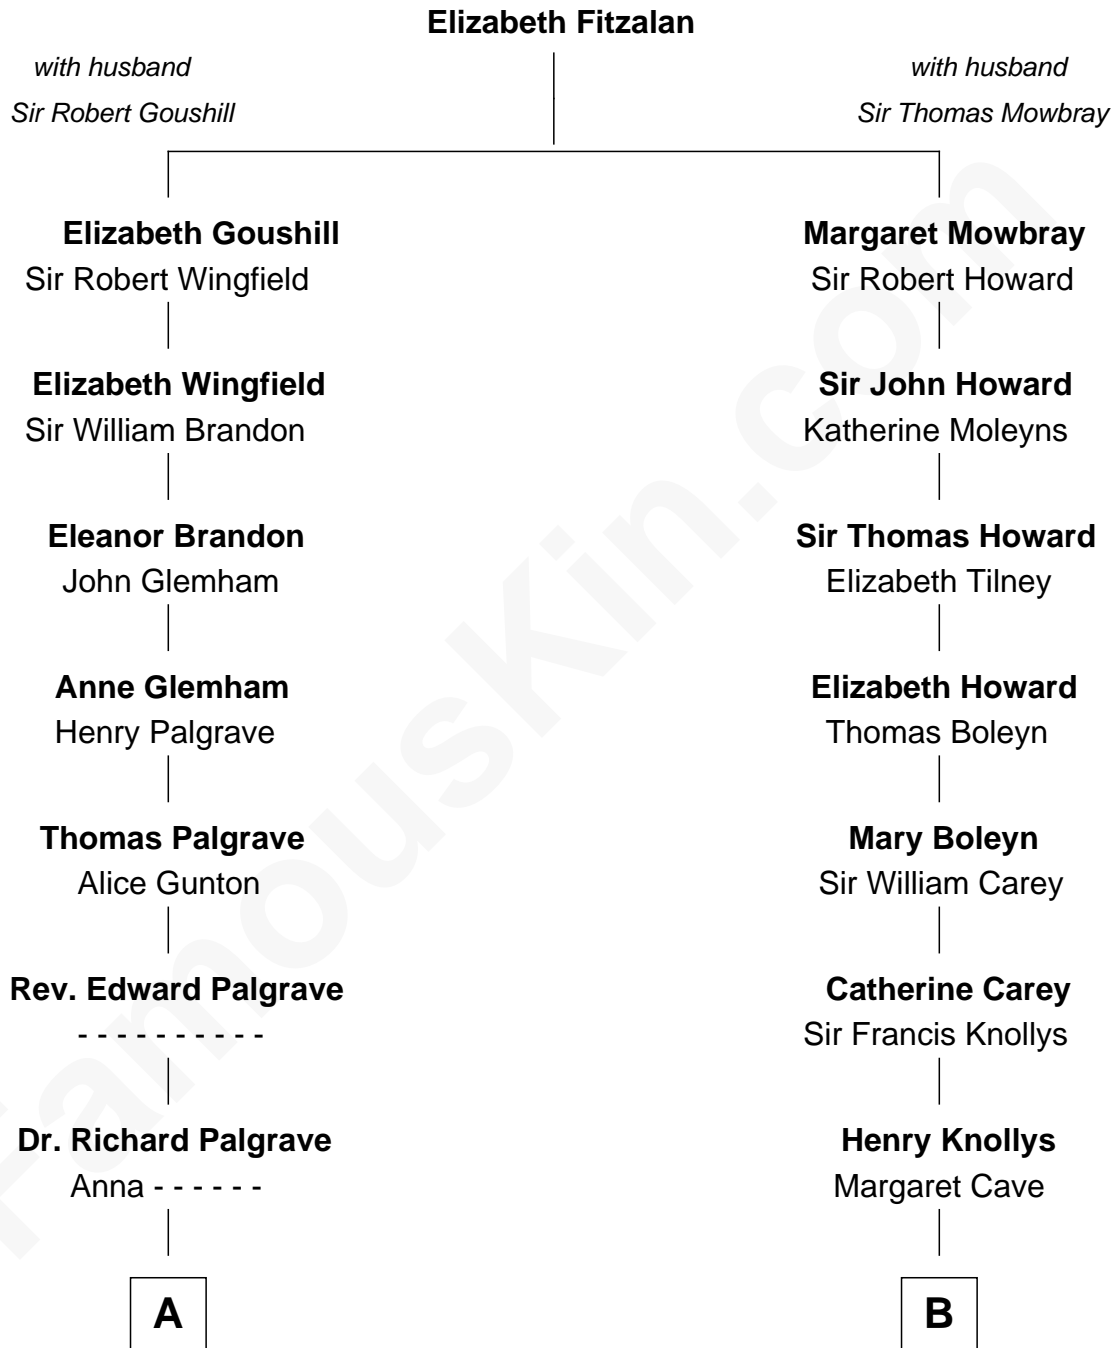 Elizabeth Fitzalan
with husband
Sir Robert Goushill
with husband
Sir Thomas Mowbray
Elizabeth Goushill
Sir Robert Wingfield
Margaret Mowbray
Sir Robert Howard
Elizabeth Wingfield
Sir William Brandon
Sir John Howard
Katherine Moleyns
Eleanor Brandon
John Glemham
Sir Thomas Howard
Elizabeth Tilney
Anne Glemham
Henry Palgrave
Elizabeth Howard
Thomas Boleyn
Thomas Palgrave
Alice Gunton
Mary Boleyn
Sir William Carey
Rev. Edward Palgrave
- - - - - - - - - -
Catherine Carey
Sir Francis Knollys
Dr. Richard Palgrave
Anna - - - - - -
Henry Knollys
Margaret Cave
A
B
FamousKin.com